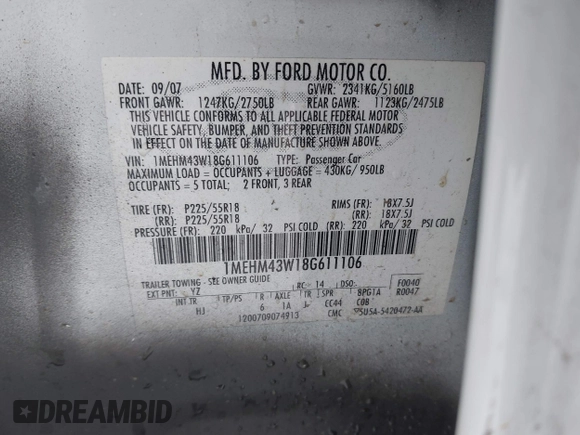 MFD. BY FORD MOTOR CO.
DATE: 09/07 GVWR: 2341KG/5160LB
FRONT GAWR: 1247KG/2750LB REAR GAWR: 1123KG/2475LB
THIS VEHICLE CONFORMS TO ALL APPLICABLE FEDERAL MOTOR
VEHICLE SAFETY, BUMPER, AND THEFT PREVENTION STANDARDS
IN EFFECT ON THE DATE OF MANUFACTURE SHOWN ABOVE.
VIN: 1MEHM43W18G611106 TYPE: Passenger Car
MAXIMUM LOAD = OCCUPANTS + LUGGAGE = 430KG/950LB
OCCUPANTS = 5 TOTAL; 2 FRONT, 3 REAR
TIRE (FR): P225/55R18 RIMS (FR): 18X7.5J
(RR): P225/55R18 (RR): 18X7.5J
PRESSURE (FR): 220 kPa/ 32 PSI COLD (RR): 220 kPa/ 32 PSI COLD
1MEHM43W18G611106
TRAILER TOWING - SEE OWNER GUIDE RC: 14 DSO: F0040
EXT PNT: YZ R0047
INT TR TP/PS R AXLE TR SPR BPG1A
HJ 6 1A J CC44 COB
1200709074913 CMC 5U5A-5420472-AA
DREAMBID